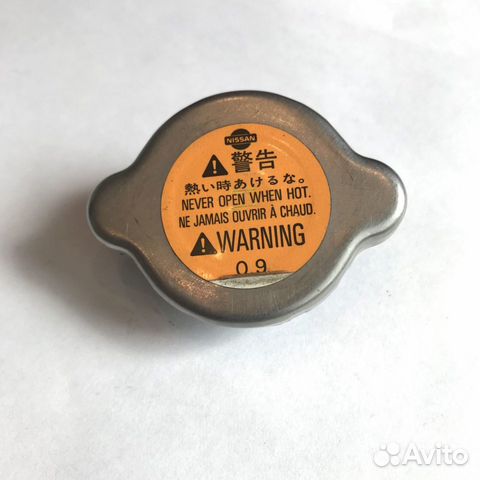 NISSAN
警告
熱い時あけるな。
NEVER OPEN WHEN HOT.
NE JAMAIS OUVRIR À CHAUD.
WARNING
0.9
Avito